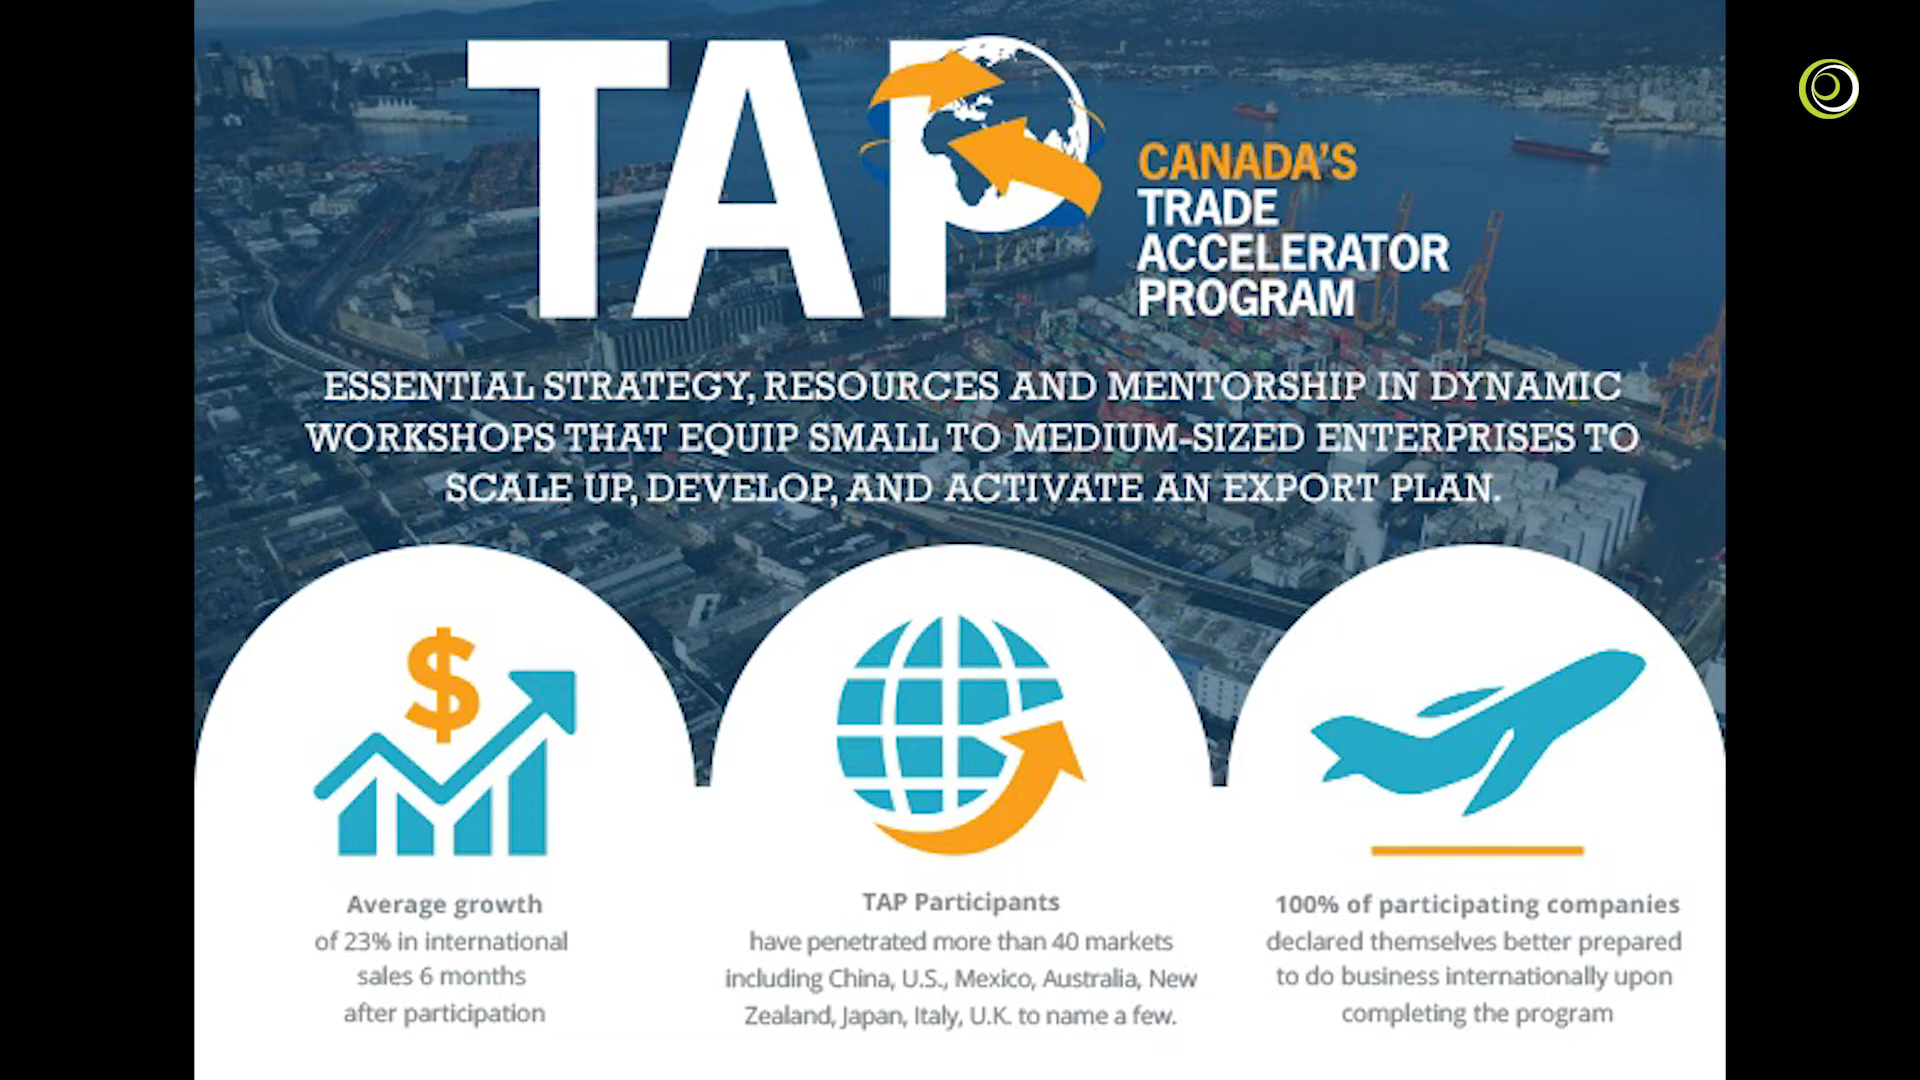 TAP
CANADA'S
TRADE
ACCELERATOR
PROGRAM
ESSENTIAL STRATEGY, RESOURCES AND MENTORSHIP IN DYNAMIC
WORKSHOPS THAT EQUIP SMALL TO MEDIUM-SIZED ENTERPRISES TO
SCALE UP, DEVELOP, AND ACTIVATE AN EXPORT PLAN.
$
Average growth
of 23% in international
sales 6 months
after participation
TAP Participants
have penetrated more than 40 markets
including China, U.S., Mexico, Australia, New
Zealand, Japan, Italy, U.K. to name a few.
100% of participating companies
declared themselves better prepared
to do business internationally upon
completing the program